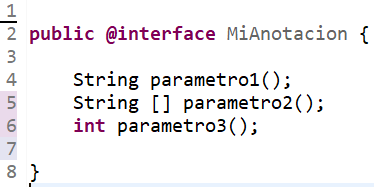 1
2 public @interface MiAnotacion {
3
4     String parametro1();
5     String [] parametro2();
6     int parametro3();
7
8 }